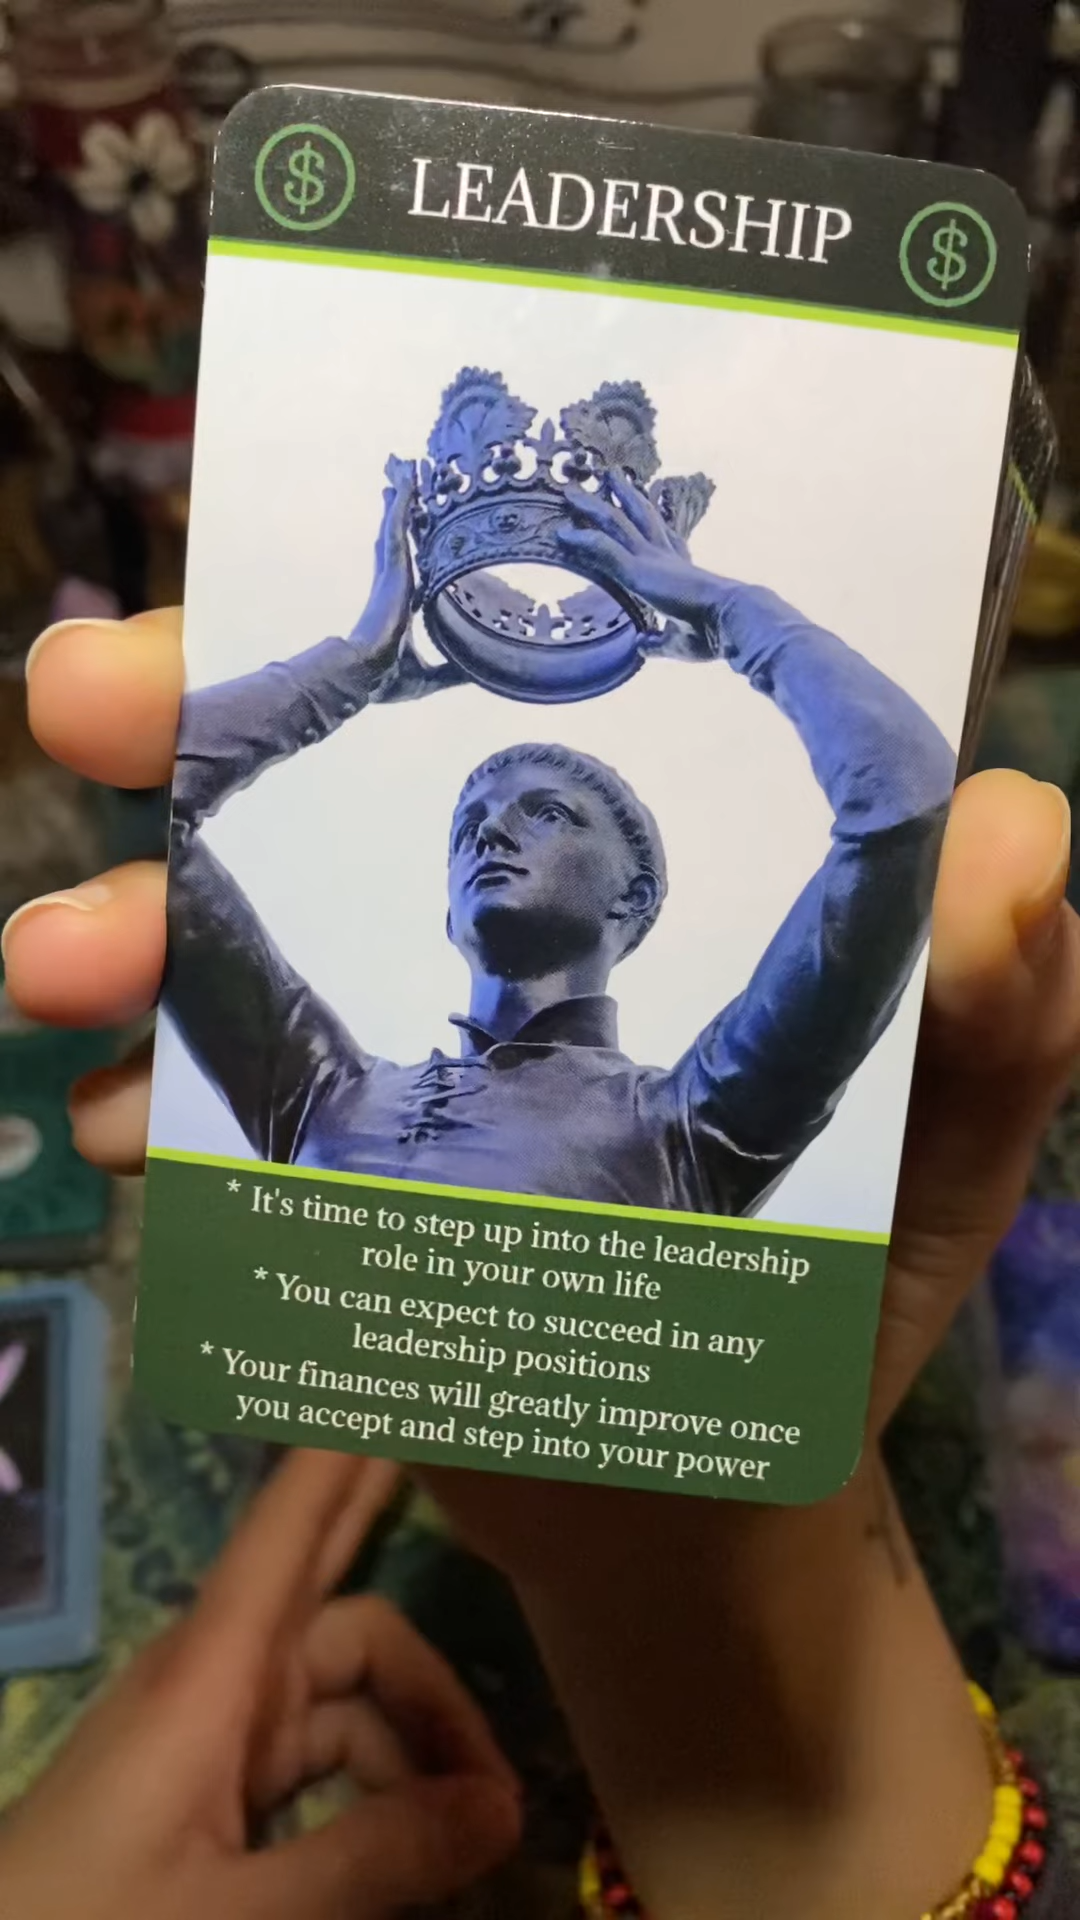 $ LEADERSHIP $
* It's time to step up into the leadership
role in your own life
* You can expect to succeed in any
leadership positions
* Your finances will greatly improve once
you accept and step into your power